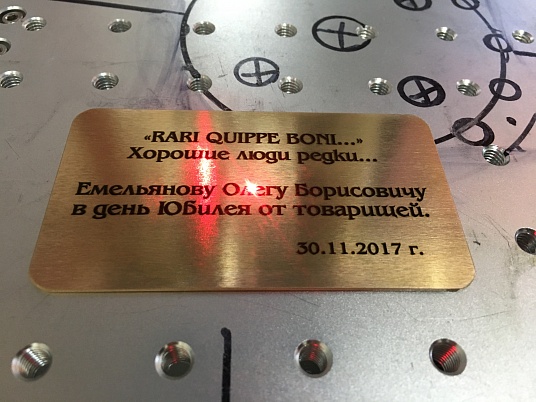 «RARI QUIPPE BONI...»
Хорошие люди редки...
Емельянову Олегу Борисовичу
в день Юбилея от товарищей.
30.11.2017 г.